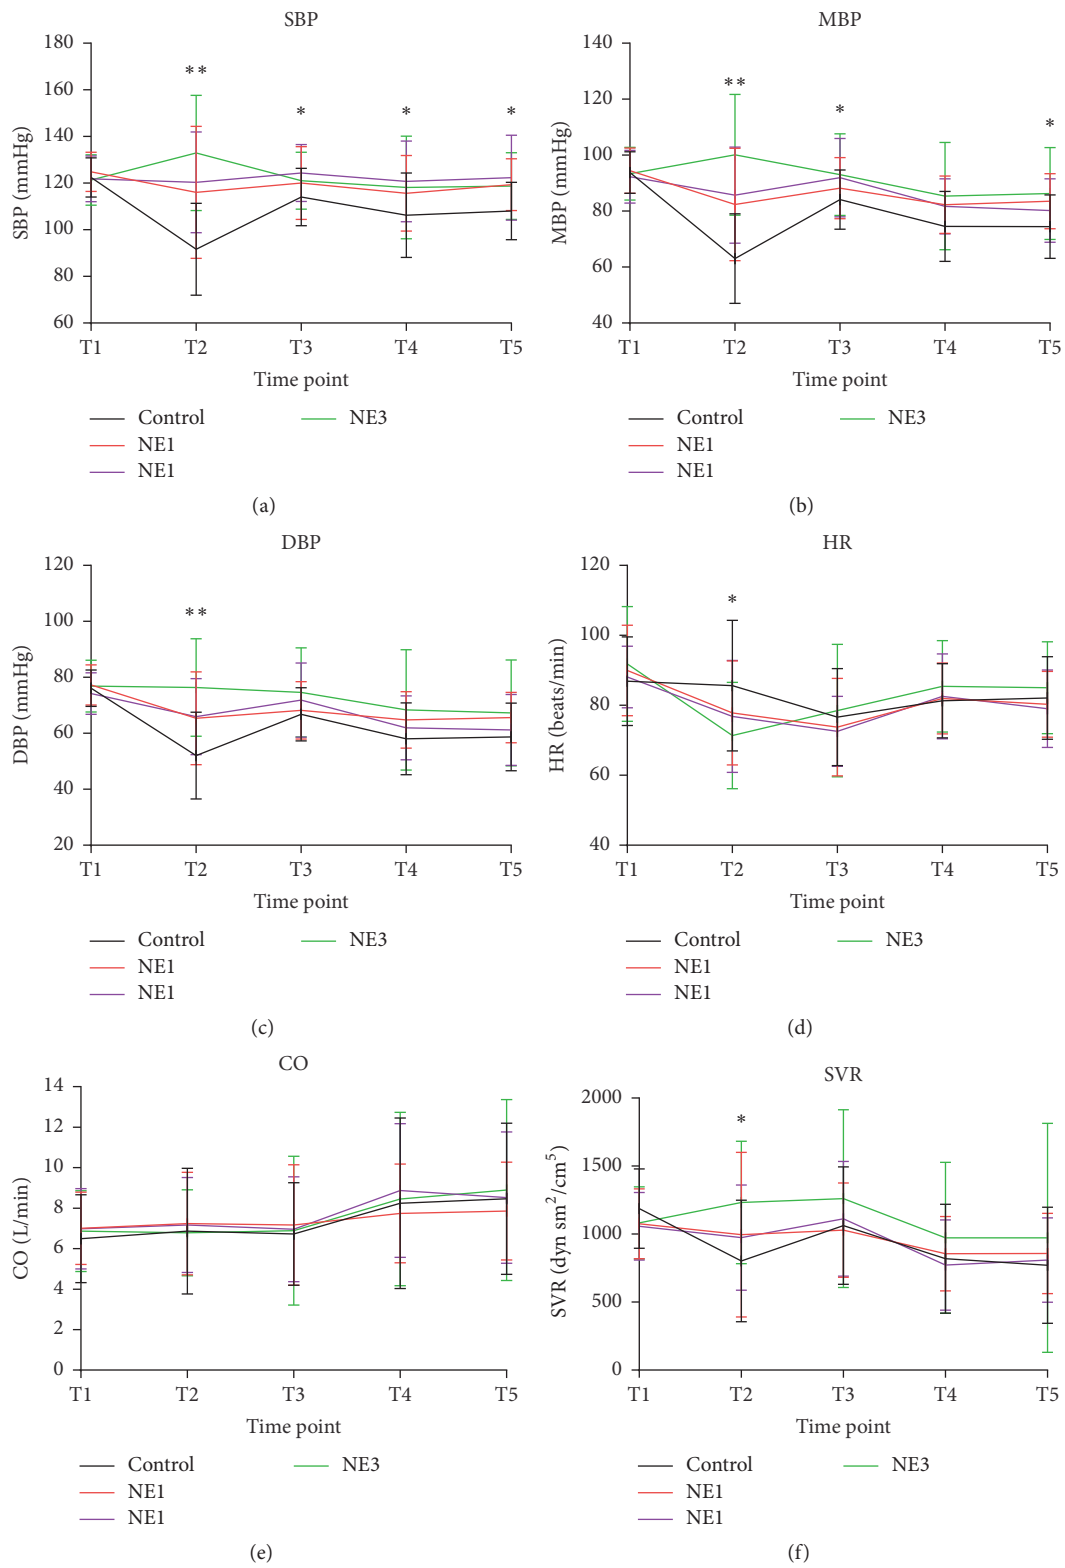 SBP
180
160
140
120
100
80
60
SBP (mmHg)
** * * *
T1 T2 T3 T4 T5
Time point
Control NE3
NE1
NE1
(a)
MBP
140
120
100
80
60
40
MBP (mmHg)
** * *
T1 T2 T3 T4 T5
Time point
Control NE3
NE1
NE1
(b)
DBP
120
100
80
60
40
20
DBP (mmHg)
**
T1 T2 T3 T4 T5
Time point
Control NE3
NE1
NE1
(c)
HR
120
100
80
60
40
HR (beats/min)
*
T1 T2 T3 T4 T5
Time point
Control NE3
NE1
NE1
(d)
CO
14
12
10
8
6
4
2
0
CO (L/min)
T1 T2 T3 T4 T5
Time point
Control NE3
NE1
NE1
(e)
SVR
2000
1500
1000
500
0
SVR (dyn sm²/cm⁵)
*
T1 T2 T3 T4 T5
Time point
Control NE3
NE1
NE1
(f)